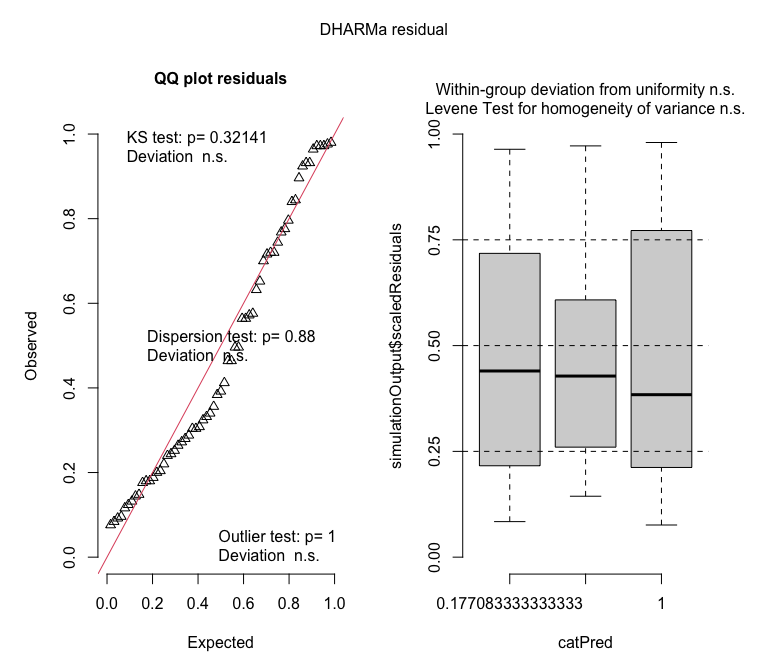 DHARMa residual
QQ plot residuals
KS test: p= 0.32141
Deviation n.s.
Dispersion test: p= 0.88
Deviation n.s.
Outlier test: p= 1
Deviation n.s.
Observed
0.0
0.2
0.4
0.6
0.8
1.0
0.0 0.2 0.4 0.6 0.8 1.0
Expected
Within-group deviation from uniformity n.s.
Levene Test for homogeneity of variance n.s.
simulationOutput$scaledResiduals
0.00
0.25
0.50
0.75
1.00
0.177083333333333 1
catPred